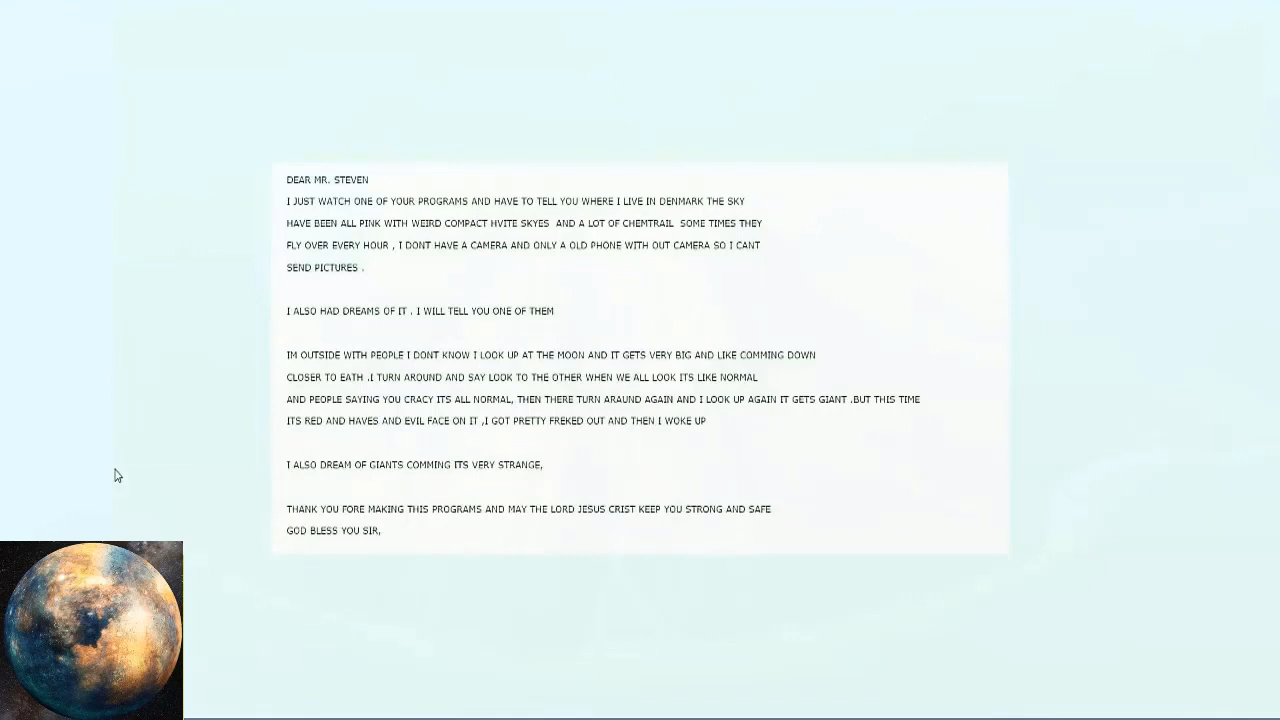 DEAR MR. STEVEN
I JUST WATCH ONE OF YOUR PROGRAMS AND HAVE TO TELL YOU WHERE I LIVE IN DENMARK THE SKY
HAVE BEEN ALL PINK WITH WEIRD COMPACT HVITE SKYES  AND A LOT OF CHEMTRAIL  SOME TIMES THEY
FLY OVER EVERY HOUR , I DONT HAVE A CAMERA AND ONLY A OLD PHONE WITH OUT CAMERA SO I CANT
SEND PICTURES .
I ALSO HAD DREAMS OF IT . I WILL TELL YOU ONE OF THEM
IM OUTSIDE WITH PEOPLE I DONT KNOW I LOOK UP AT THE MOON AND IT GETS VERY BIG AND LIKE COMMING DOWN
CLOSER TO EATH .I TURN AROUND AND SAY LOOK TO THE OTHER WHEN WE ALL LOOK ITS LIKE NORMAL
AND PEOPLE SAYING YOU CRACY ITS ALL NORMAL, THEN THERE TURN ARAUND AGAIN AND I LOOK UP AGAIN IT GETS GIANT .BUT THIS TIME
ITS RED AND HAVES AND EVIL FACE ON IT ,I GOT PRETTY FREKED OUT AND THEN I WOKE UP
I ALSO DREAM OF GIANTS COMMING ITS VERY STRANGE,
THANK YOU FORE MAKING THIS PROGRAMS AND MAY THE LORD JESUS CRIST KEEP YOU STRONG AND SAFE
GOD BLESS YOU SIR,